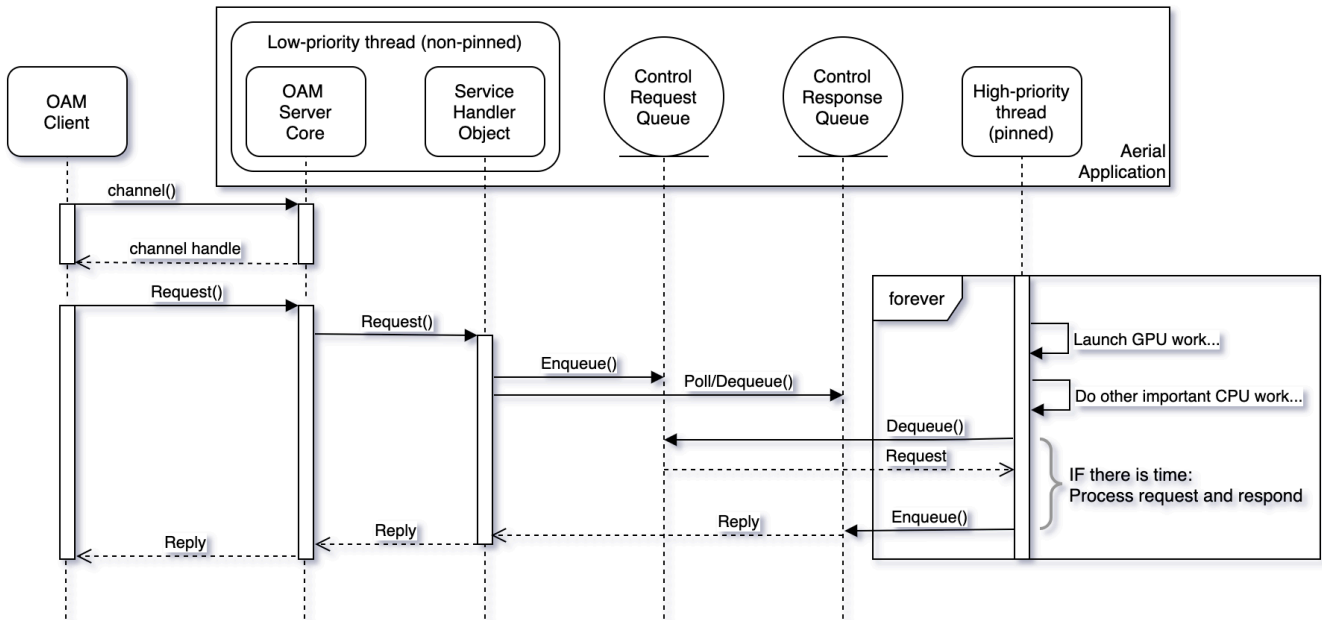 Low-priority thread (non-pinned)
OAM
Client
OAM
Server
Core
Service
Handler
Object
Control
Request
Queue
Control
Response
Queue
High-priority
thread
(pinned)
Aerial
Application
channel()
channel handle
Request()
forever
Request()
Launch GPU work...
Enqueue()
Poll/Dequeue()
Do other important CPU work...
Dequeue()
Request
IF there is time:
Process request and respond
Enqueue()
Reply
Reply
Reply